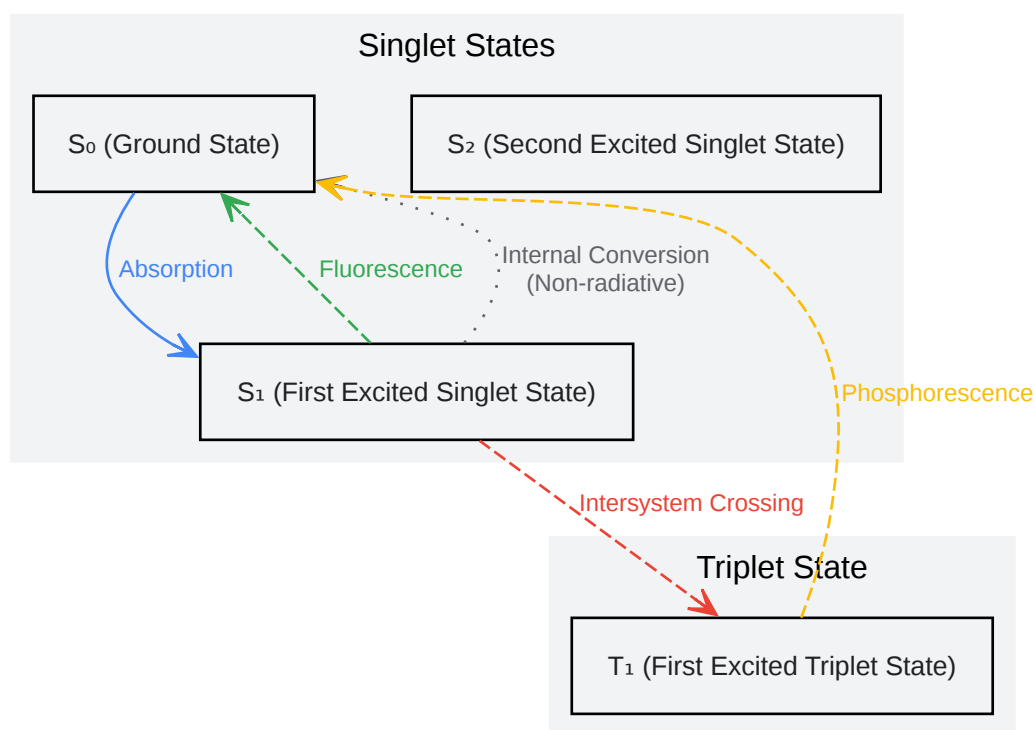 Singlet States
S₀ (Ground State)
S₂ (Second Excited Singlet State)
Absorption
Fluorescence
Internal Conversion
(Non-radiative)
S₁ (First Excited Singlet State)
Phosphorescence
Intersystem Crossing
Triplet State
T₁ (First Excited Triplet State)